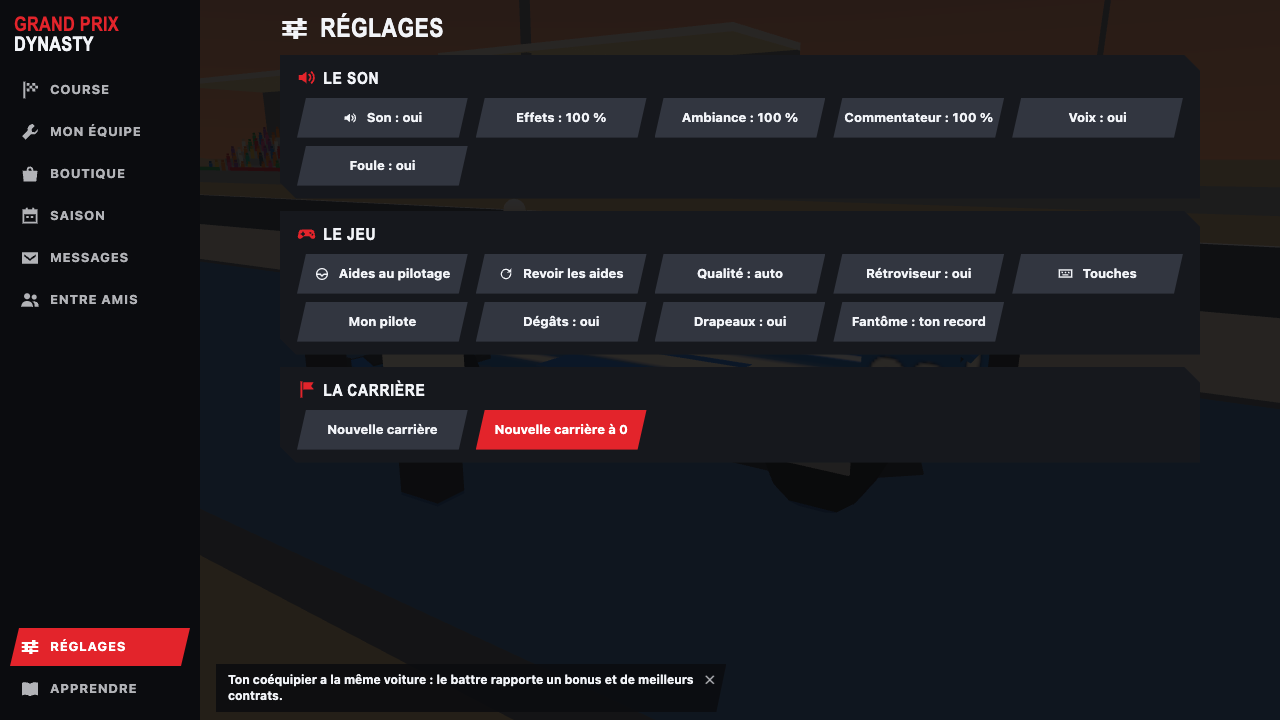 GRAND PRIX
DYNASTY
COURSE
MON ÉQUIPE
BOUTIQUE
SAISON
MESSAGES
ENTRE AMIS
RÉGLAGES
APPRENDRE
RÉGLAGES
LE SON
Son : oui
Effets : 100 %
Ambiance : 100 %
Commentateur : 100 %
Voix : oui
Foule : oui
LE JEU
Aides au pilotage
Revoir les aides
Qualité : auto
Rétroviseur : oui
Touches
Mon pilote
Dégâts : oui
Drapeaux : oui
Fantôme : ton record
LA CARRIÈRE
Nouvelle carrière
Nouvelle carrière à 0
Ton coéquipier a la même voiture : le battre rapporte un bonus et de meilleurs
contrats.